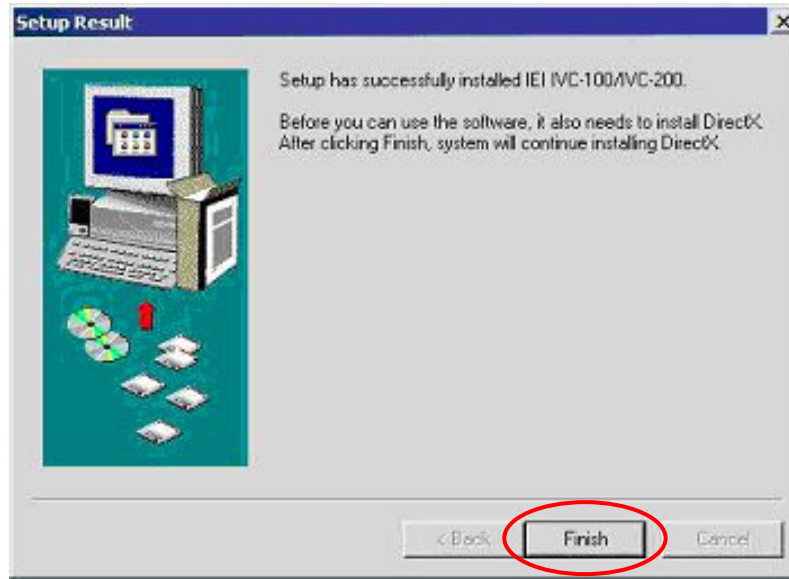 Setup Result
Setup has successfully installed IEI IVC-100/IVC-200.
Before you can use the software, it also needs to install DirectX.
After clicking Finish, system will continue installing DirectX.
< Back Finish Cancel